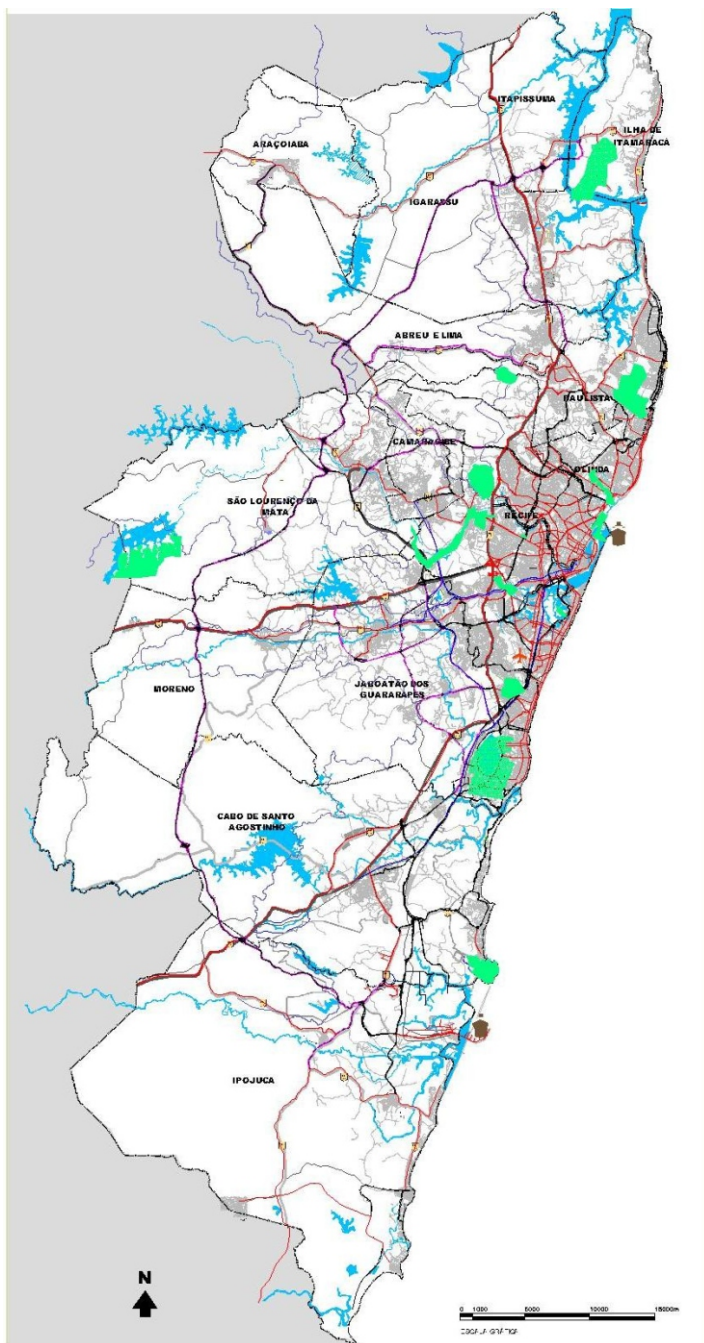 ITAPISSUMA
ILHA DE
ITAMARACÁ
ARAÇOIABA
IGARASSU
ABREU E LIMA
PAULISTA
CAMARAGIBE
OLINDA
SÃO LOURENÇO DA
MATA
RECIFE
MORENO
JABOATÃO DOS
GUARARAPES
CABO DE SANTO
AGOSTINHO
IPOJUCA
N
0 1000 5000 10000 15000m
ESCALA GRÁFICA